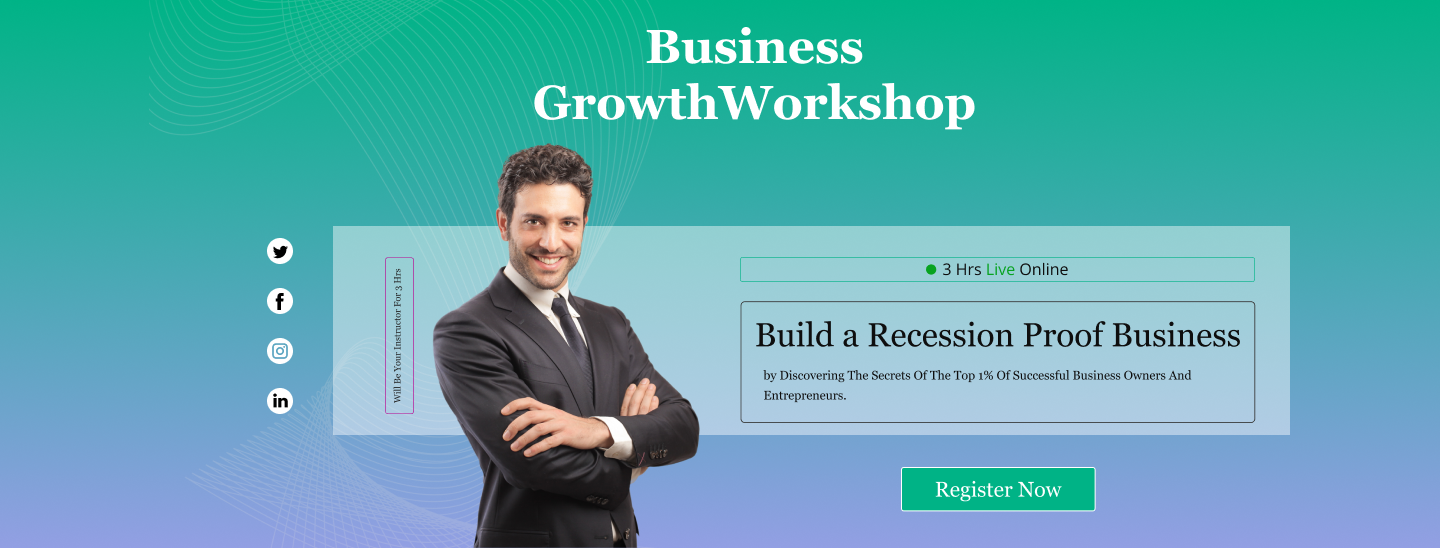 Business
GrowthWorkshop
Will Be Your Instructor For 3 Hrs
3 Hrs Live Online
Build a Recession Proof Business
by Discovering The Secrets Of The Top 1% Of Successful Business Owners And
Entrepreneurs.
Register Now